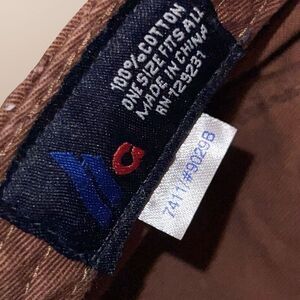 100% COTTON
ONE SIZE FITS ALL
MADE IN CHINA
RN 129231
7411/#9029B